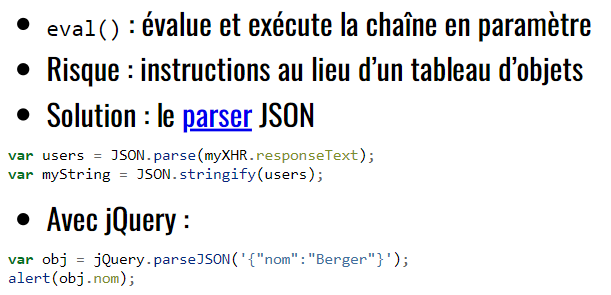 • eval() : évalue et exécute la chaîne en paramètre
• Risque : instructions au lieu d’un tableau d’objets
• Solution : le parser JSON
var users = JSON.parse(myXHR.responseText);
var myString = JSON.stringify(users);
• Avec jQuery :
var obj = jQuery.parseJSON('{"nom":"Berger"}');
alert(obj.nom);